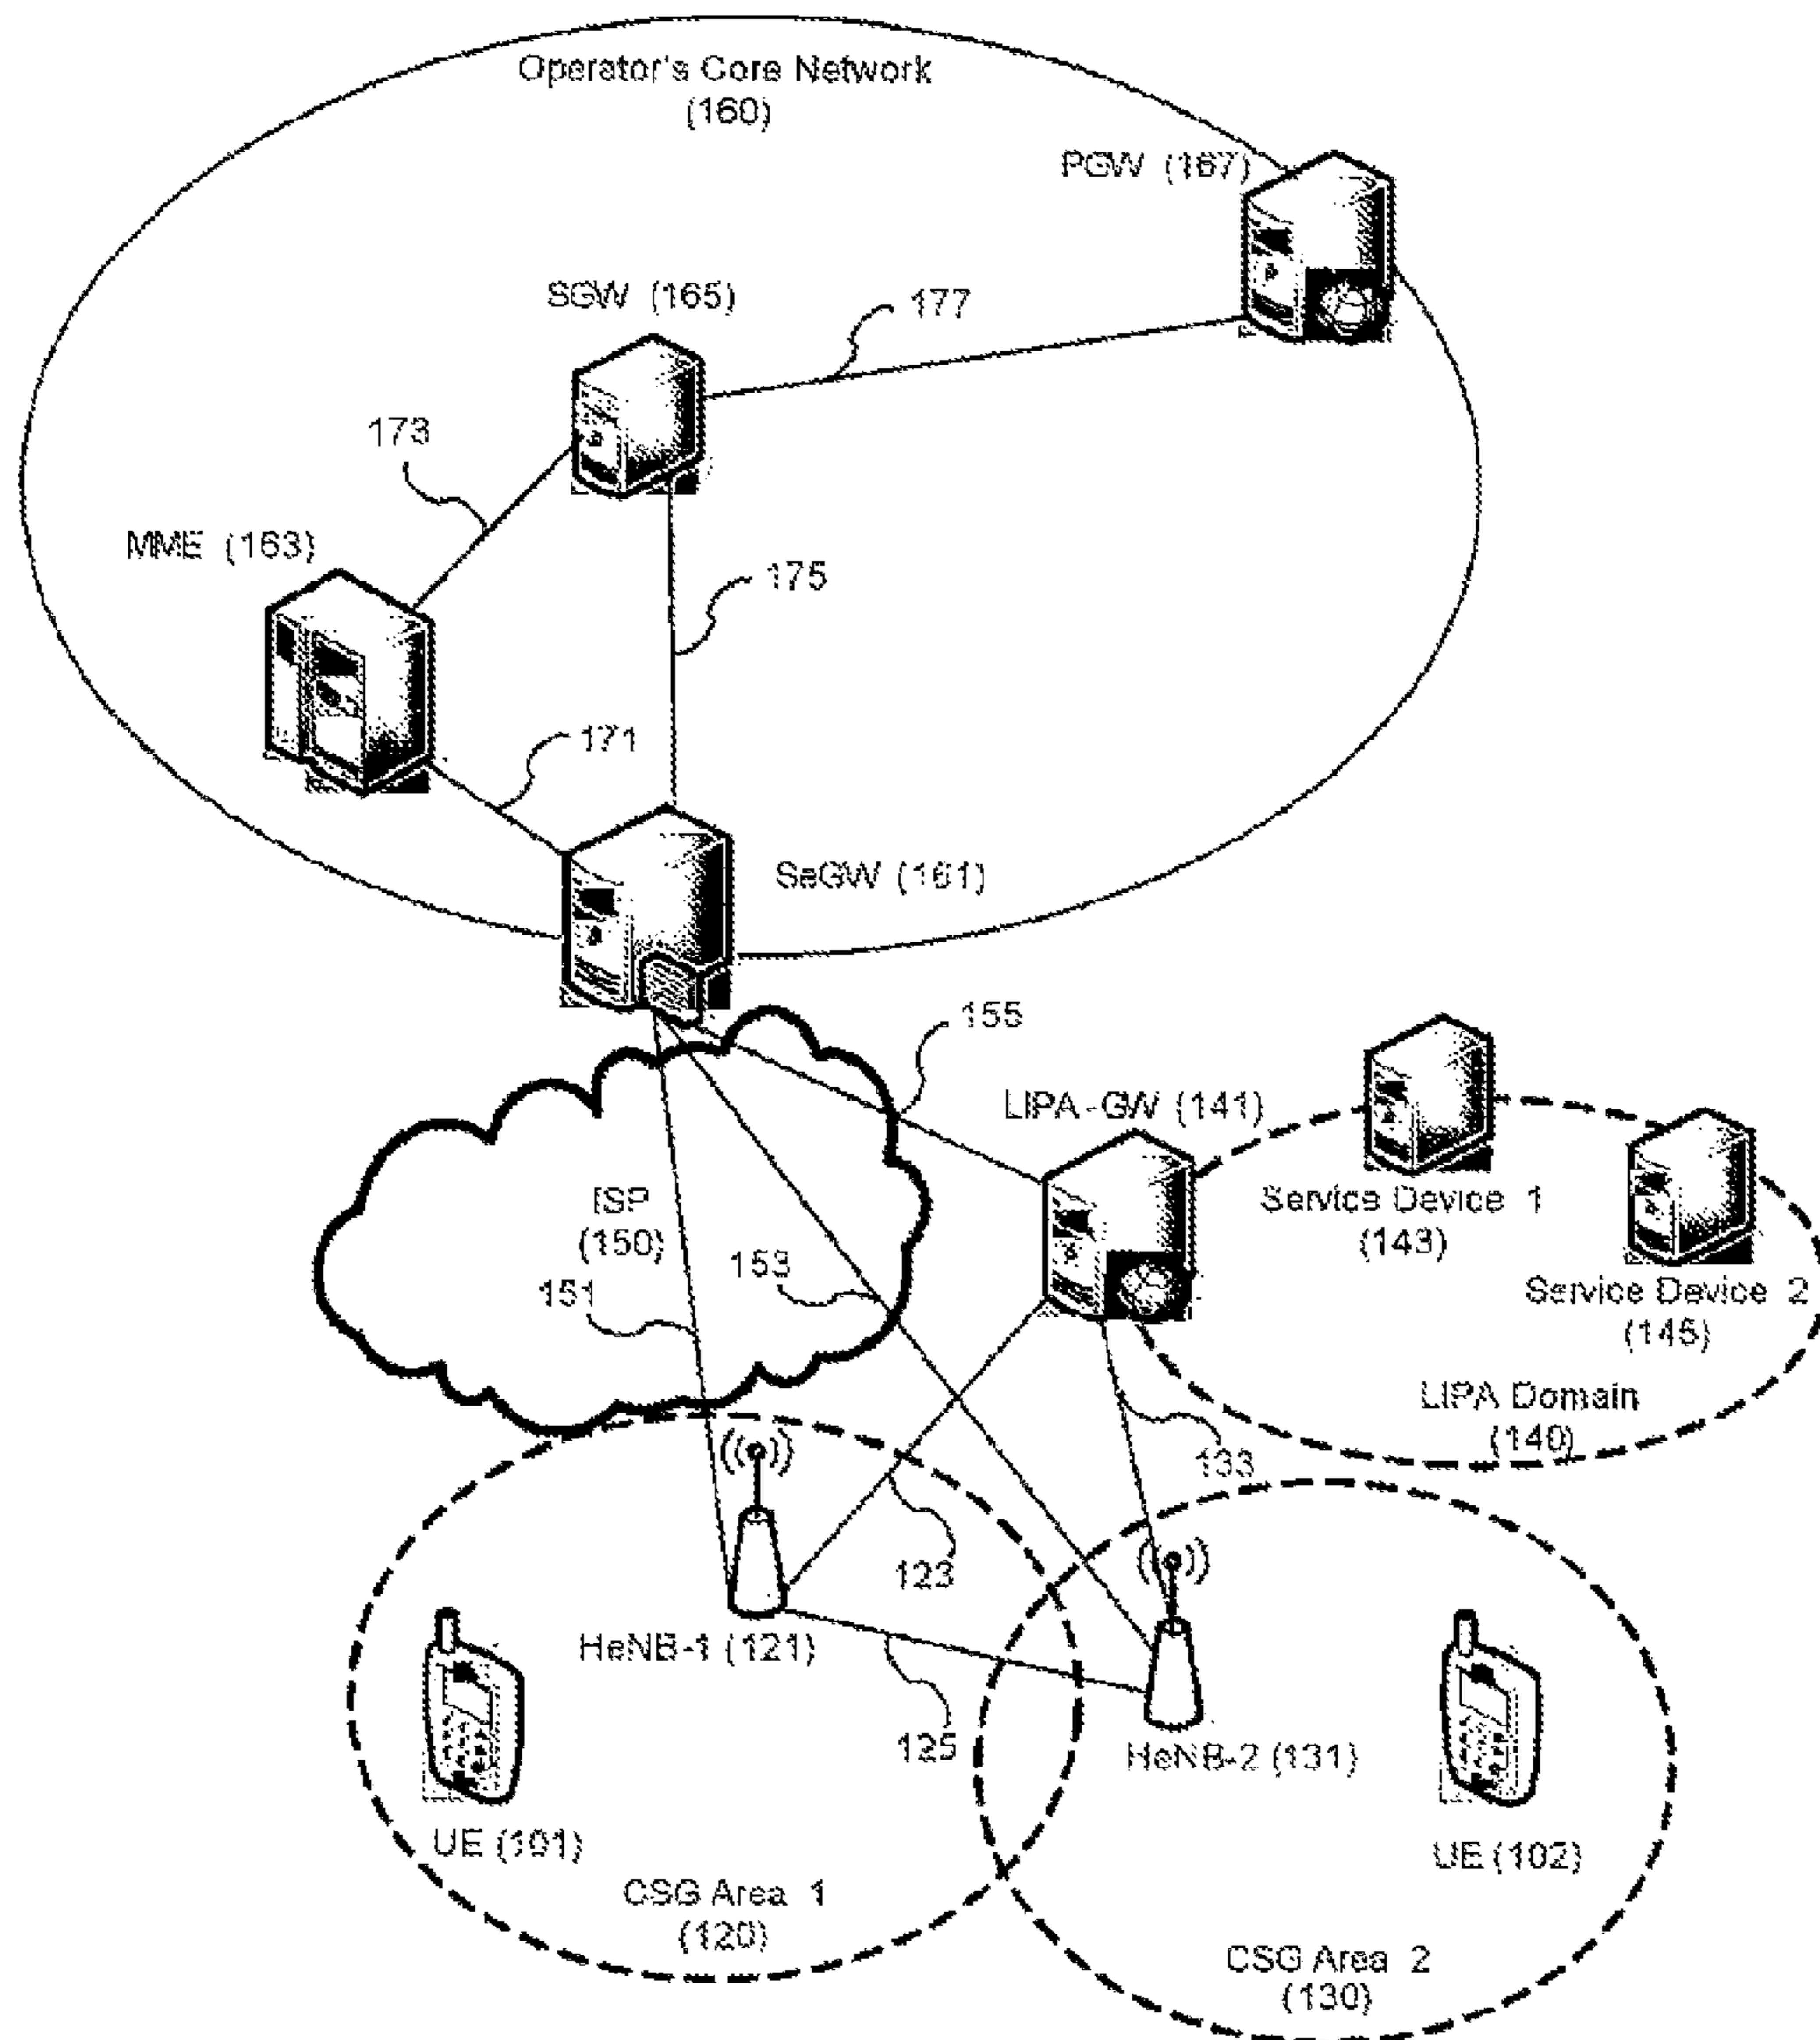 Operator's Core Network
(160)
PGW (167)
SGW (165)
177
173
MME (163)
175
171
SeGW (161)
155
LIPA-GW (141)
ISP
(150)
Service Device 1
(143)
153
151
Service Device 2
(145)
LIPA Domain
(140)
133
123
HeNB-1 (121)
125
HeNB-2 (131)
UE (101)
UE (102)
CSG Area 1
(120)
CSG Area 2
(130)